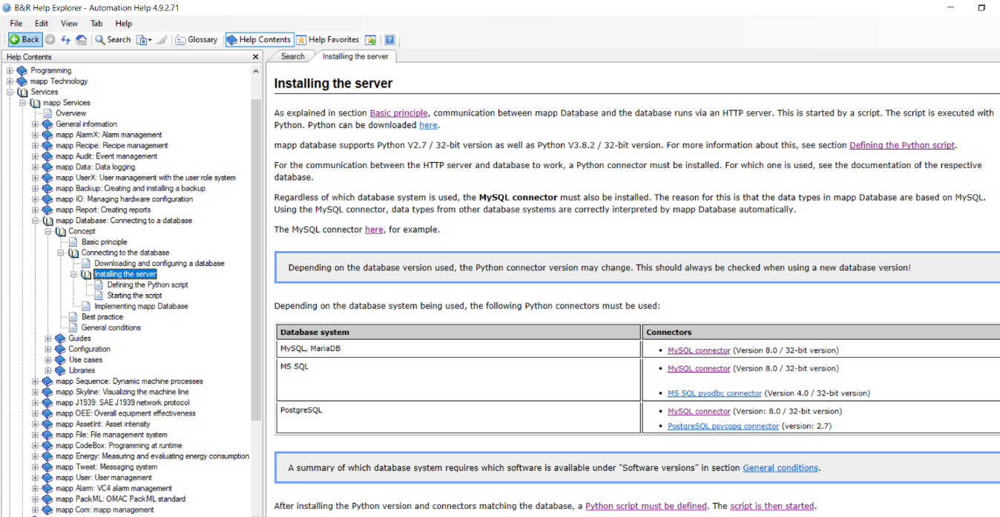 B&R Help Explorer - Automation Help 4.9.2.71
File Edit View Tab Help
Back Search Glossary Help Contents Help Favorites
Help Contents
Programming
mapp Technology
Services
mapp Services
Overview
General information
mapp AlarmX: Alarm management
mapp Recipe: Recipe management
mapp Audit: Event management
mapp Data: Data logging
mapp UserX: User management with the user role system
mapp Backup: Creating and installing a backup
mapp IO: Managing hardware configuration
mapp Report: Creating reports
mapp Database: Connecting to a database
Concept
Basic principle
Connecting to the database
Downloading and configuring a database
Installing the server
Defining the Python script
Starting the script
Implementing mapp Database
Best practice
General conditions
Guides
Configuration
Use cases
Libraries
mapp Sequence: Dynamic machine processes
mapp Skyline: Visualizing the machine line
mapp J1939: SAE J1939 network protocol
mapp OEE: Overall equipment effectiveness
mapp AssetInt: Asset intensity
mapp File: File management system
mapp CodeBox: Programming at runtime
mapp Energy: Measuring and evaluating energy consumption
mapp Tweet: Messaging system
mapp User: User management
mapp Alarm: VC4 alarm management
mapp PackML: OMAC PackML standard
mapp Com: mapp management
Search Installing the server
Installing the server
As explained in section Basic principle, communication between mapp Database and the database runs via an HTTP server. This is started by a script. The script is executed with
Python. Python can be downloaded here.
mapp database supports Python V2.7 / 32-bit version as well as Python V3.8.2 / 32-bit version. For more information about this, see section Defining the Python script.
For the communication between the HTTP server and database to work, a Python connector must be installed. For which one is used, see the documentation of the respective
database.
Regardless of which database system is used, the MySQL connector must also be installed. The reason for this is that the data types in mapp Database are based on MySQL.
Using the MySQL connector, data types from other database systems are correctly interpreted by mapp Database automatically.
The MySQL connector here, for example.
Depending on the database version used, the Python connector version may change. This should always be checked when using a new database version!
Depending on the database system being used, the following Python connectors must be used:
Database system Connectors
MySQL, MariaDB
• MySQL connector (Version 8.0 / 32-bit version)
MS SQL
• MySQL connector (Version 8.0 / 32-bit version)
• MS SQL pyodbc connector (Version 4.0 / 32-bit version)
PostgreSQL
• MySQL connector (Version: 8.0 / 32-bit version)
• PostgreSQL psycopg connector (version: 2.7)
A summary of which database system requires which software is available under "Software versions" in section General conditions.
After installing the Python version and connectors matching the database, a Python script must be defined. The script is then started.